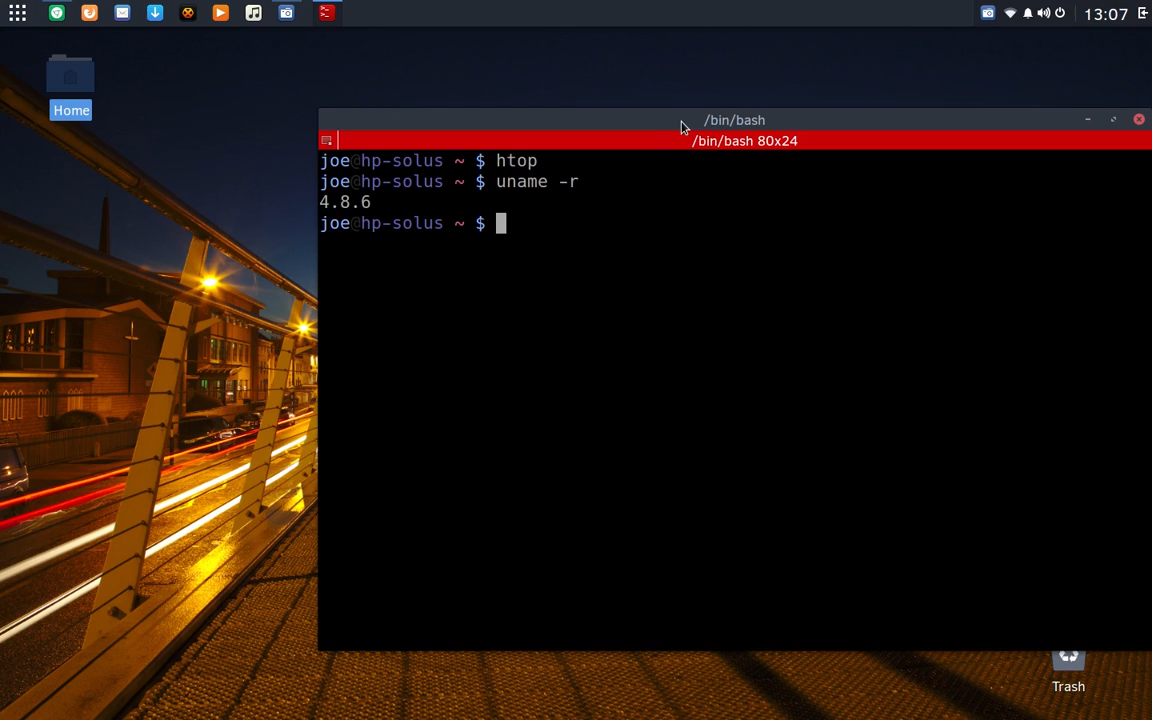 13:07
Home
/bin/bash
/bin/bash 80x24
joe@hp-solus ~ $ htop
joe@hp-solus ~ $ uname -r
4.8.6
joe@hp-solus ~ $
Trash